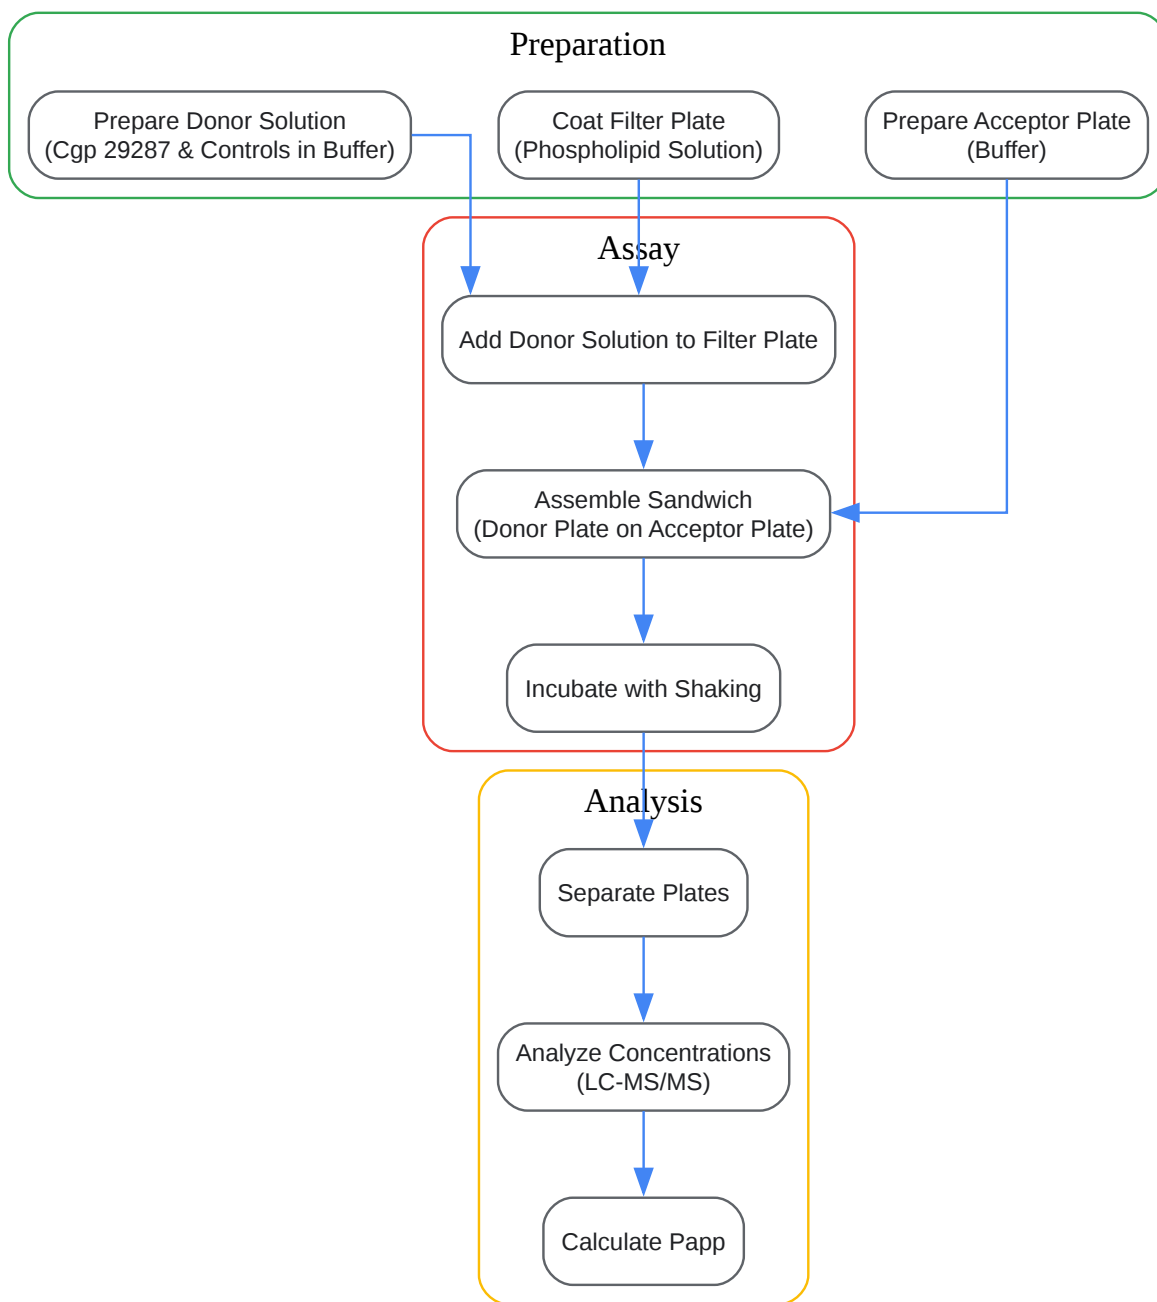 Preparation
Prepare Donor Solution
(Cgp 29287 & Controls in Buffer)
Coat Filter Plate
(Phospholipid Solution)
Prepare Acceptor Plate
(Buffer)
Assay
Add Donor Solution to Filter Plate
Assemble Sandwich
(Donor Plate on Acceptor Plate)
Incubate with Shaking
Analysis
Separate Plates
Analyze Concentrations
(LC-MS/MS)
Calculate Papp